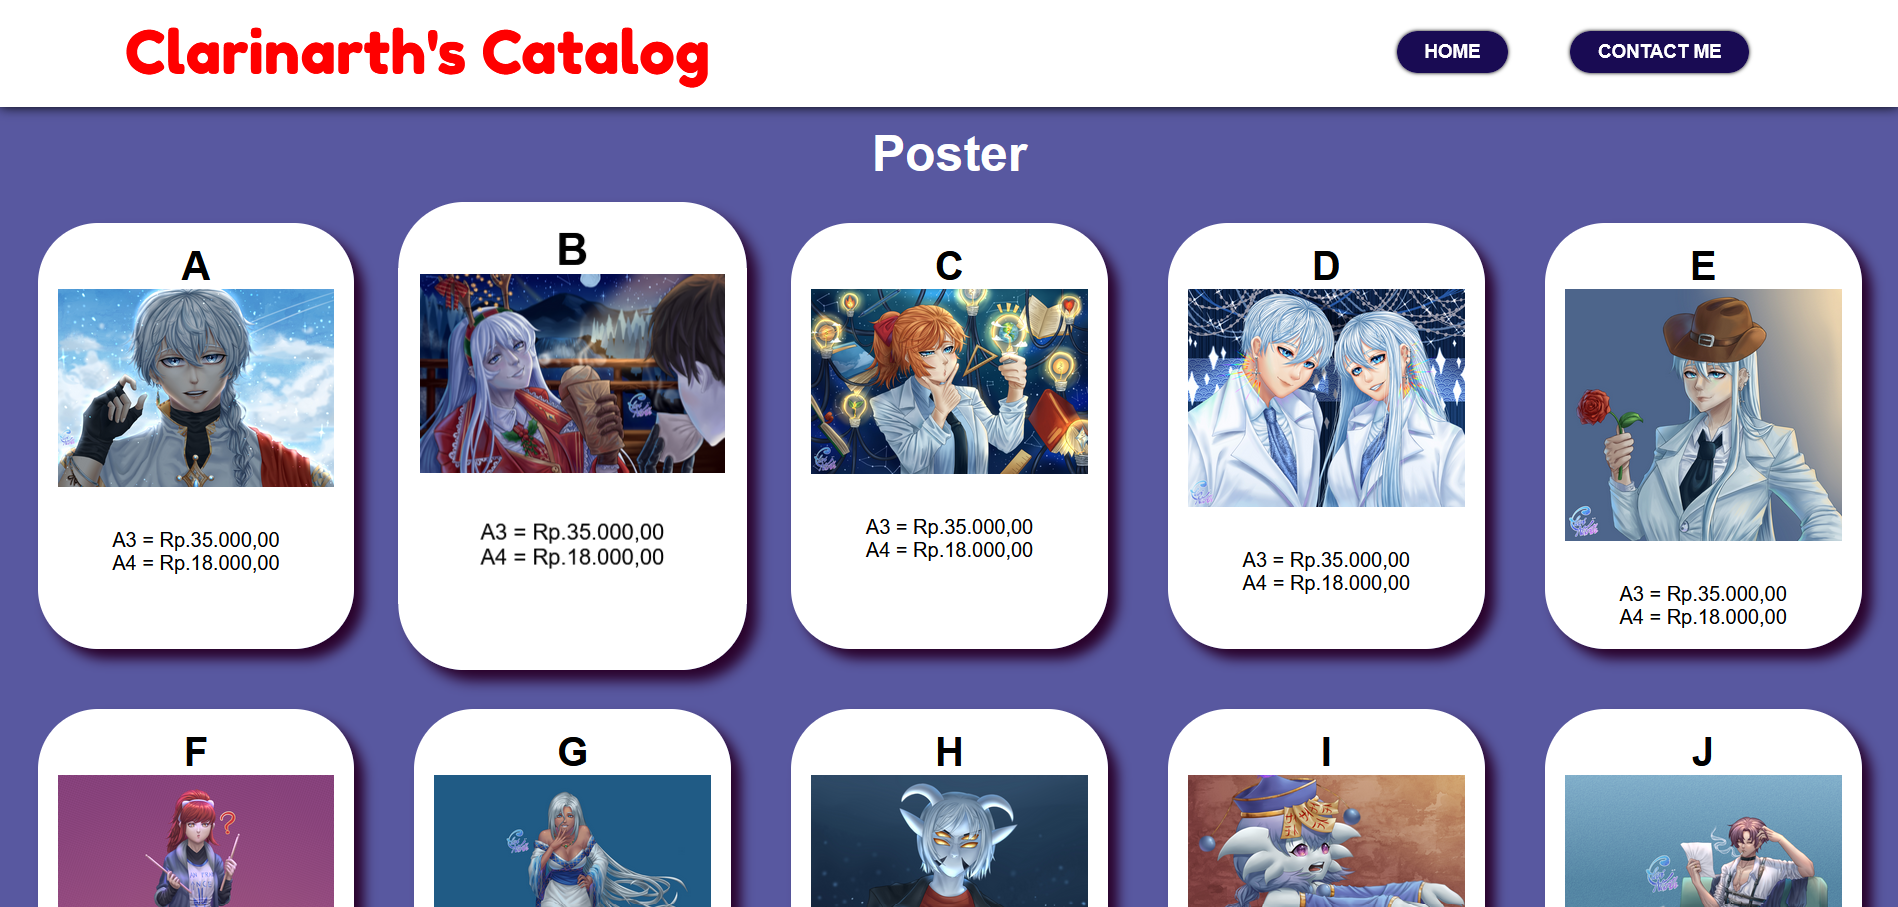 Clarinarth's Catalog
HOME
CONTACT ME
Poster
A
A3 = Rp.35.000,00
A4 = Rp.18.000,00
B
A3 = Rp.35.000,00
A4 = Rp.18.000,00
C
A3 = Rp.35.000,00
A4 = Rp.18.000,00
D
A3 = Rp.35.000,00
A4 = Rp.18.000,00
E
A3 = Rp.35.000,00
A4 = Rp.18.000,00
F
?
G
H
I
J